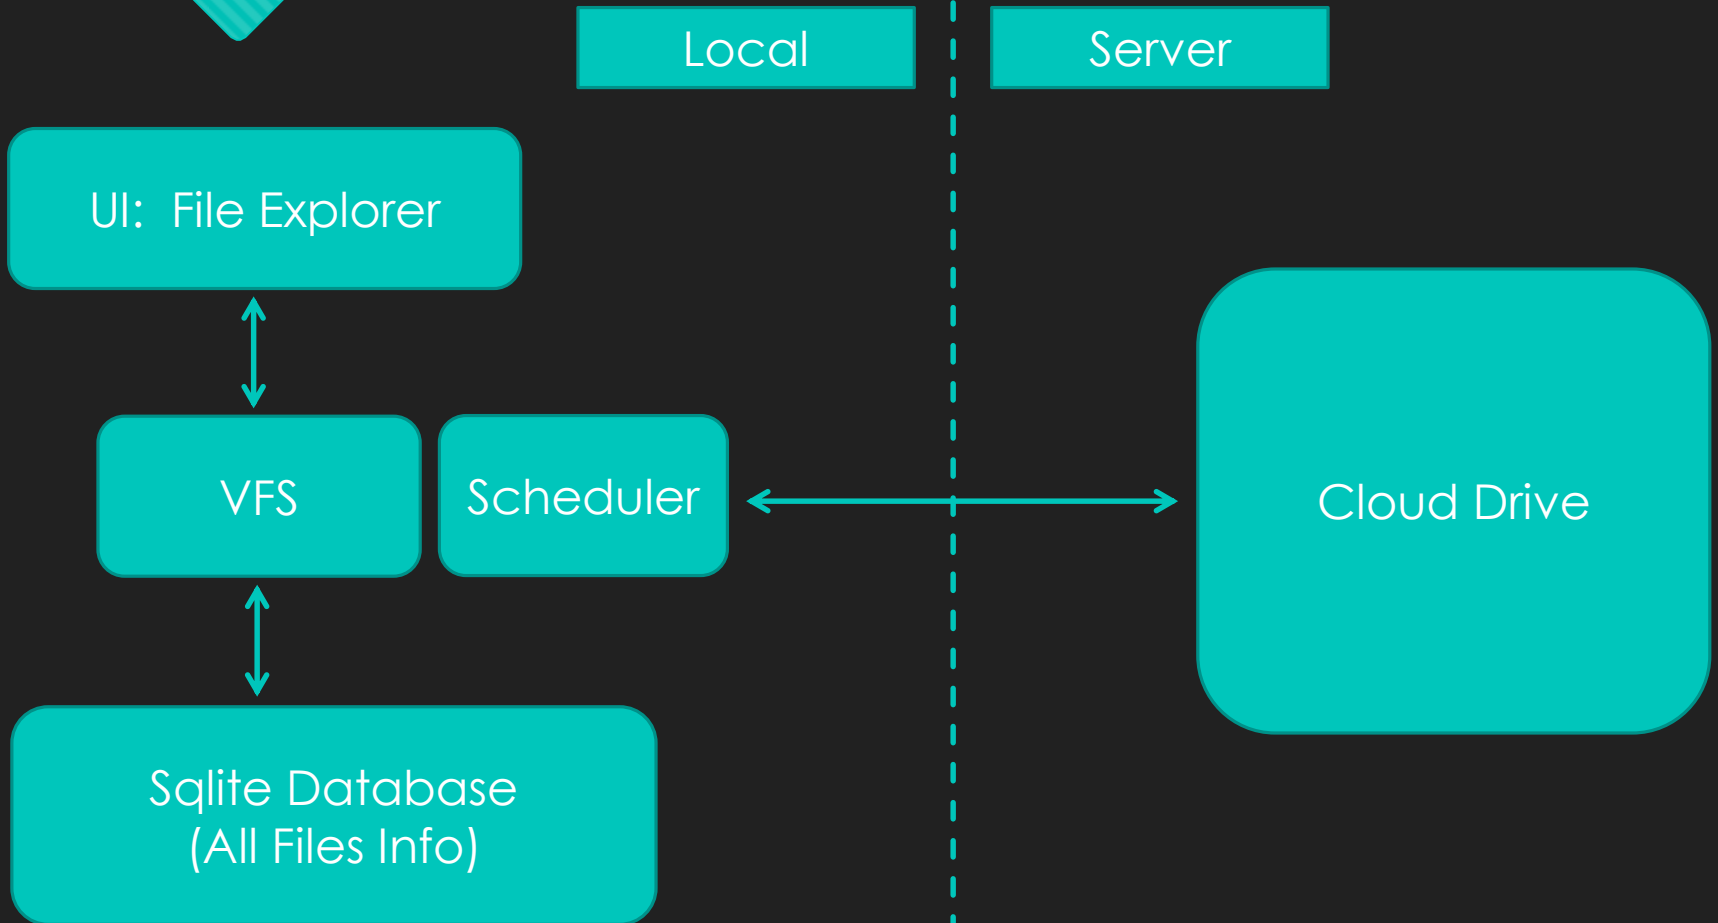 Local
Server
UI:  File Explorer
VFS
Scheduler
Cloud Drive
Sqlite Database
(All Files Info)